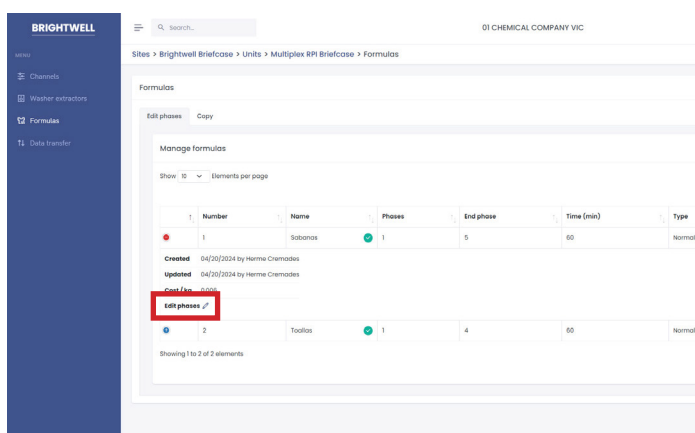 BRIGHTWELL
Search...
01 CHEMICAL COMPANY VIC
MENU
Channels
Washer extractors
Formulas
Data transfer
Sites > Brightwell Briefcase > Units > Multiplex RPI Briefcase > Formulas
Formulas
Edit phases Copy
Manage formulas
Show 10 Elements per page
Number Name Phases End phase Time (min) Type
1 Sabanas 1 5 60 Normal
Created 04/20/2024 by Herme Cremades
Updated 04/20/2024 by Herme Cremades
Cost / kg 0.006
Edit phases
2 Toallas 1 4 60 Normal
Showing 1 to 2 of 2 elements